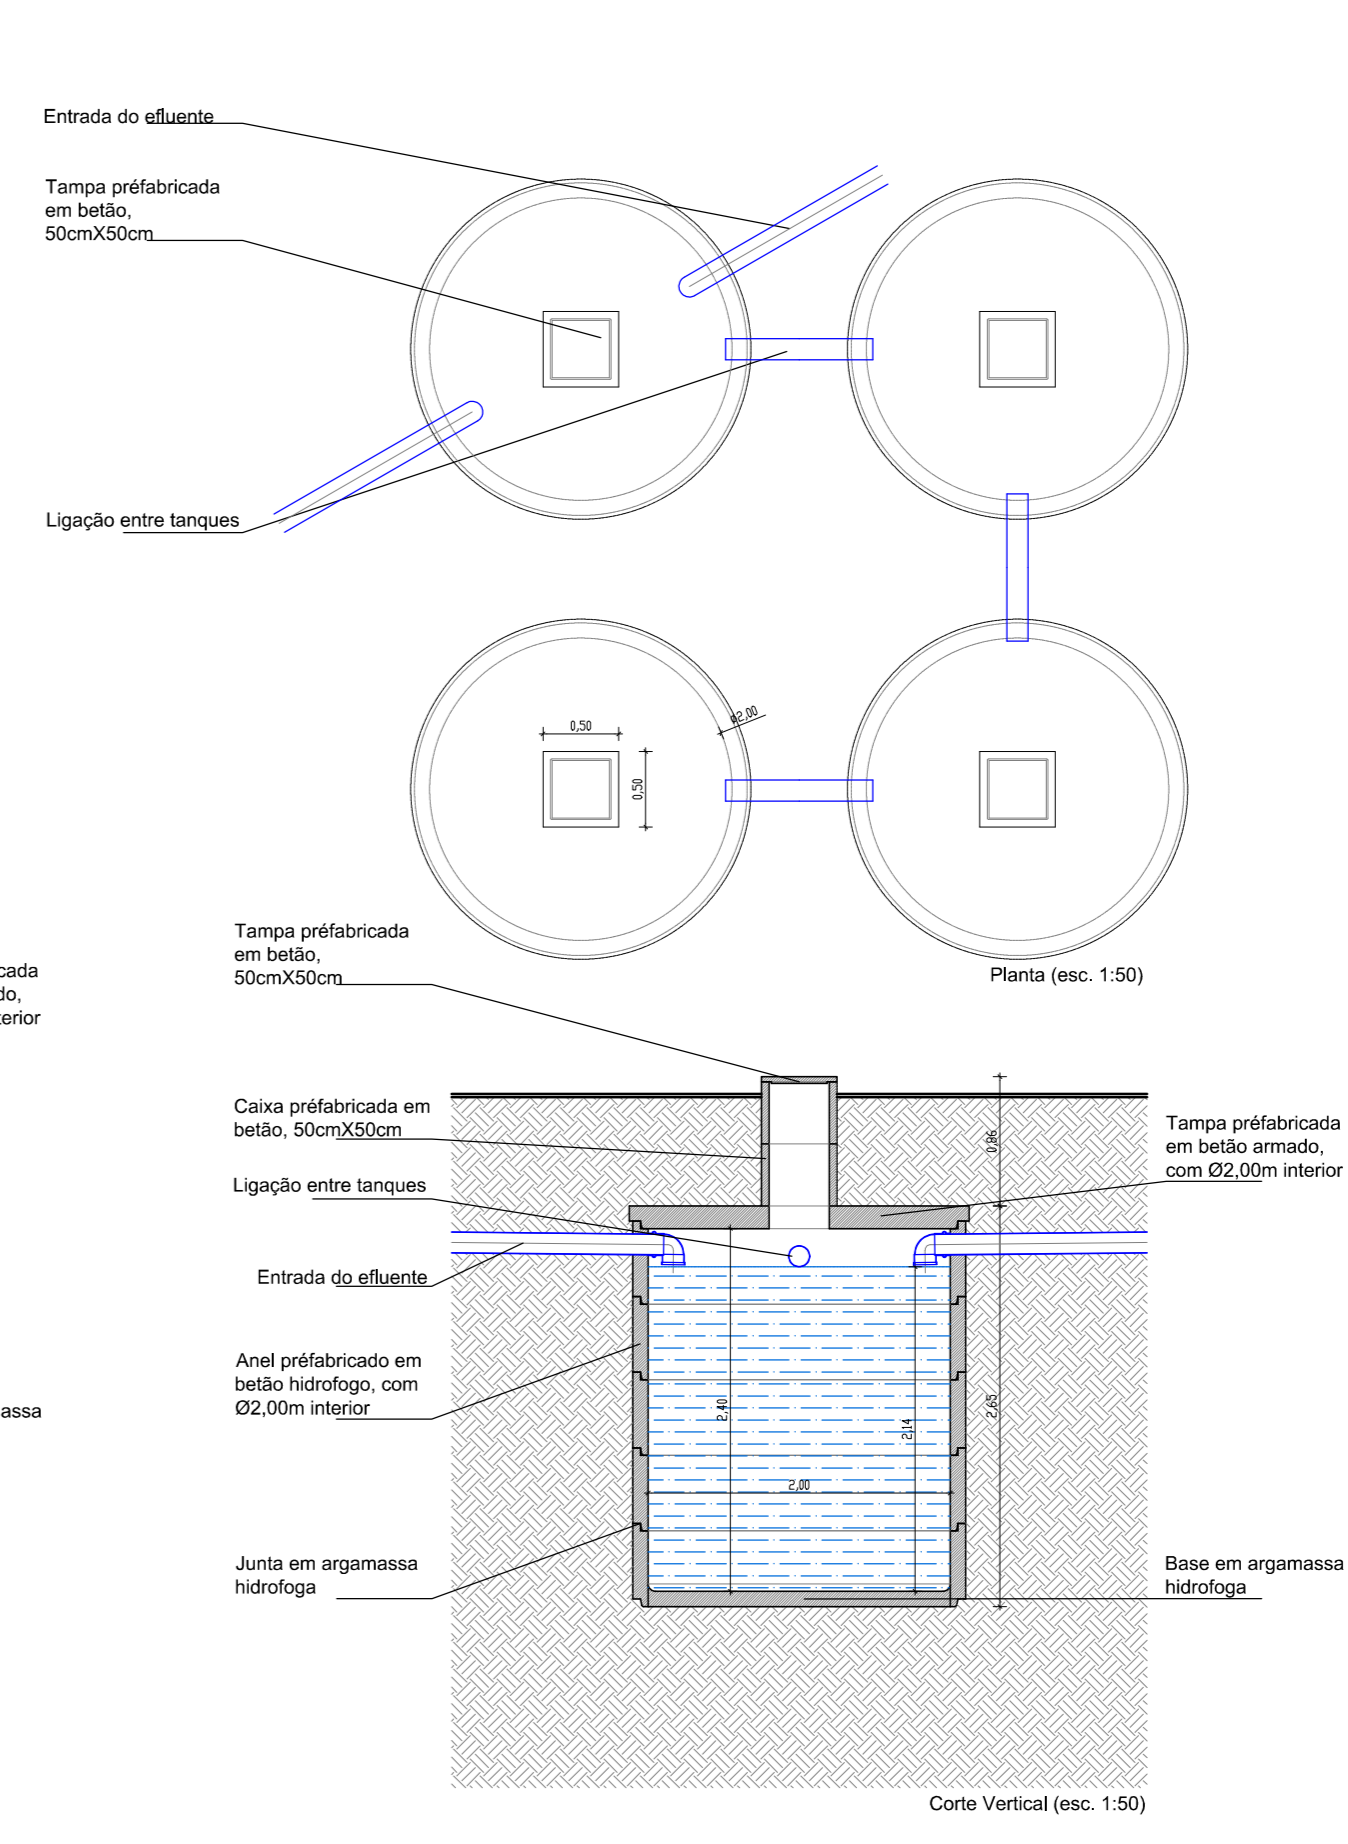 Entrada do efluente
Tampa préfabricada
em betão,
50cmX50cm
Ligação entre tanques
0,50
0,50
ø2,00
Planta (esc. 1:50)
cada
do,
terior
Tampa préfabricada
em betão,
50cmX50cm
Caixa préfabricada em
betão, 50cmX50cm
Ligação entre tanques
Entrada do efluente
Anel préfabricado em
betão hidrofogo, com
Ø2,00m interior
assa
Junta em argamassa
hidrofoga
0,86
2,40
2,14
2,65
2,00
Tampa préfabricada
em betão armado,
com Ø2,00m interior
Base em argamassa
hidrofoga
Corte Vertical (esc. 1:50)